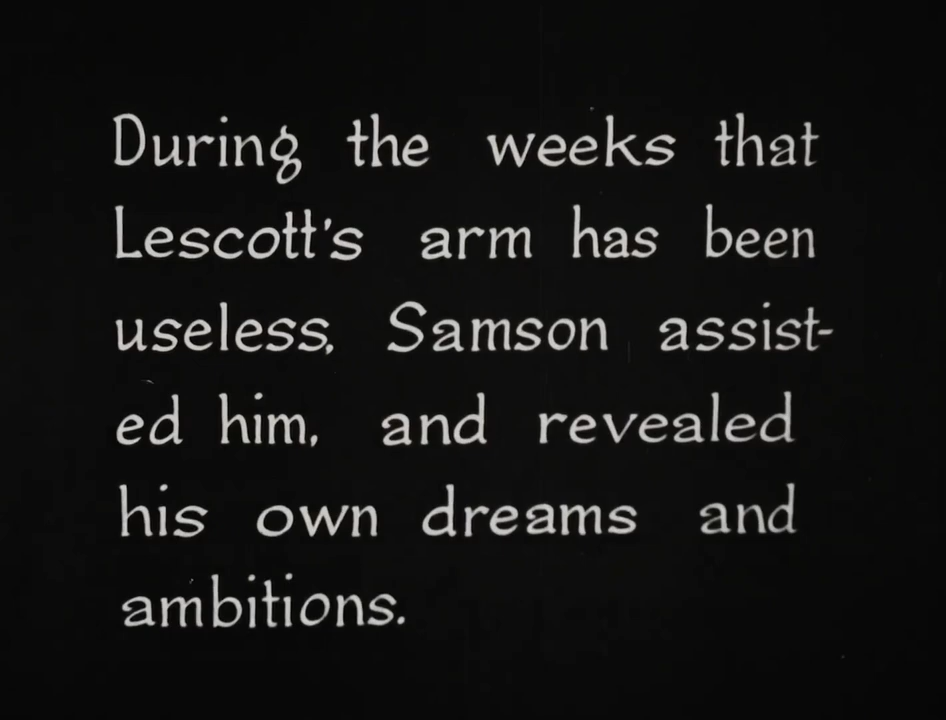 During the weeks that
Lescott's arm has been
useless, Samson assist-
ed him, and revealed
his own dreams and
ambitions.